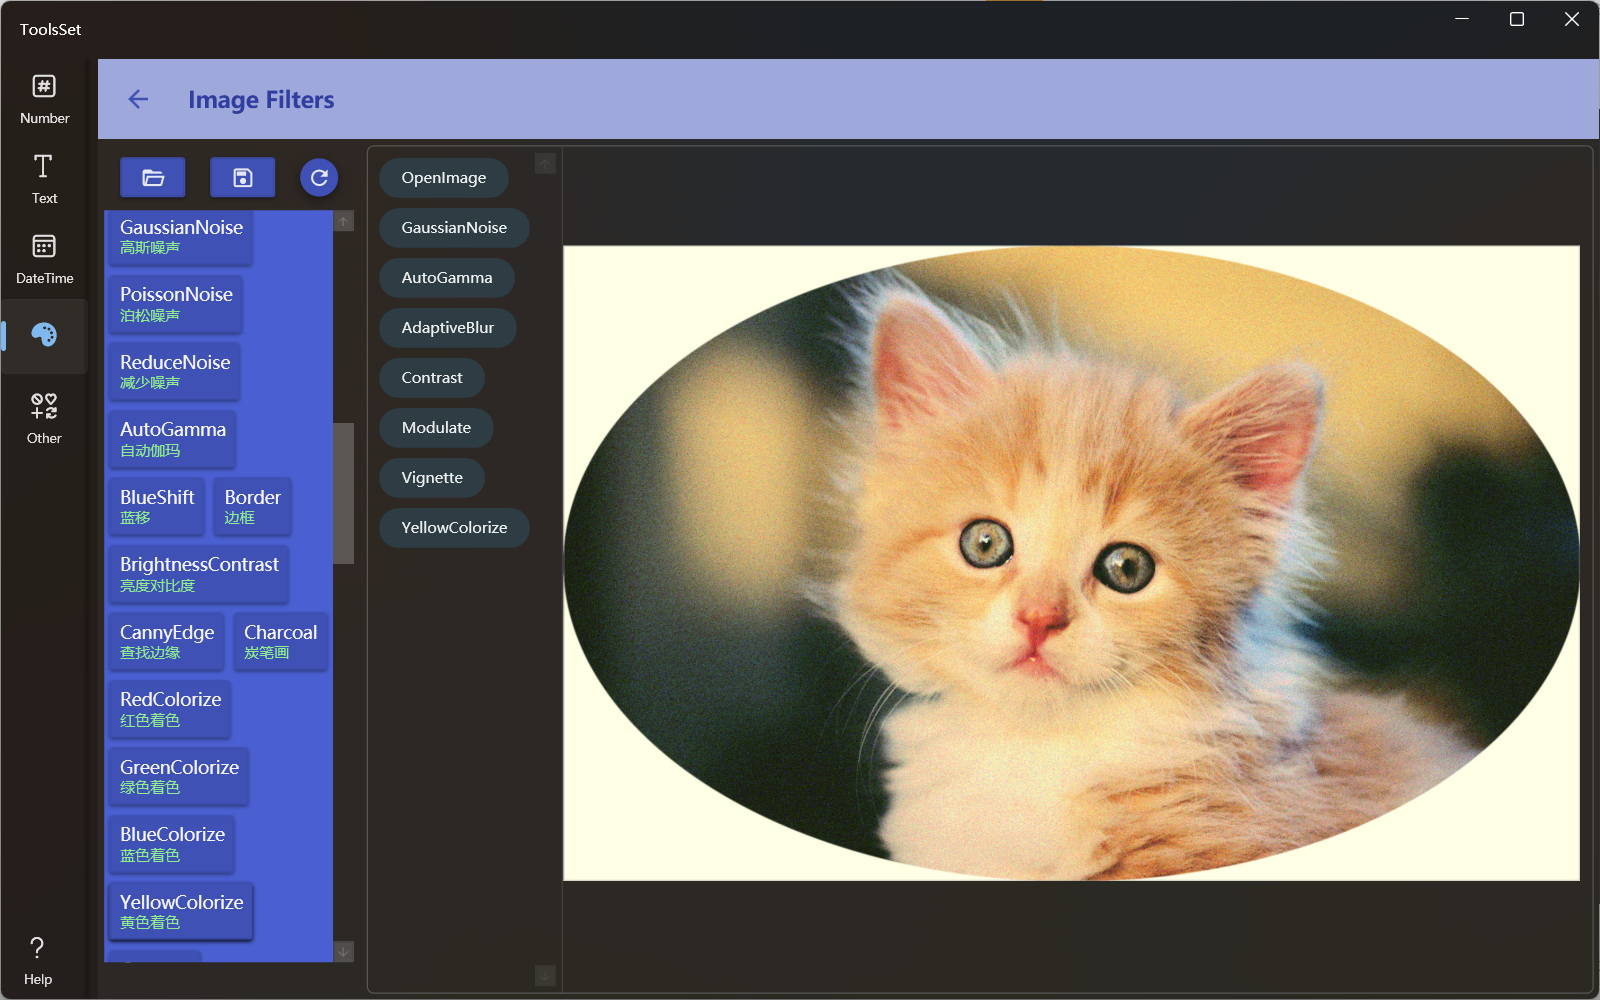 ToolsSet
Number
Text
DateTime
Other
Help
Image Filters
GaussianNoise
高斯噪声
PoissonNoise
泊松噪声
ReduceNoise
减少噪声
AutoGamma
自动伽玛
BlueShift
蓝移
Border
边框
BrightnessContrast
亮度对比度
CannyEdge
查找边缘
Charcoal
炭笔画
RedColorize
红色着色
GreenColorize
绿色着色
BlueColorize
蓝色着色
YellowColorize
黄色着色
OpenImage
GaussianNoise
AutoGamma
AdaptiveBlur
Contrast
Modulate
Vignette
YellowColorize